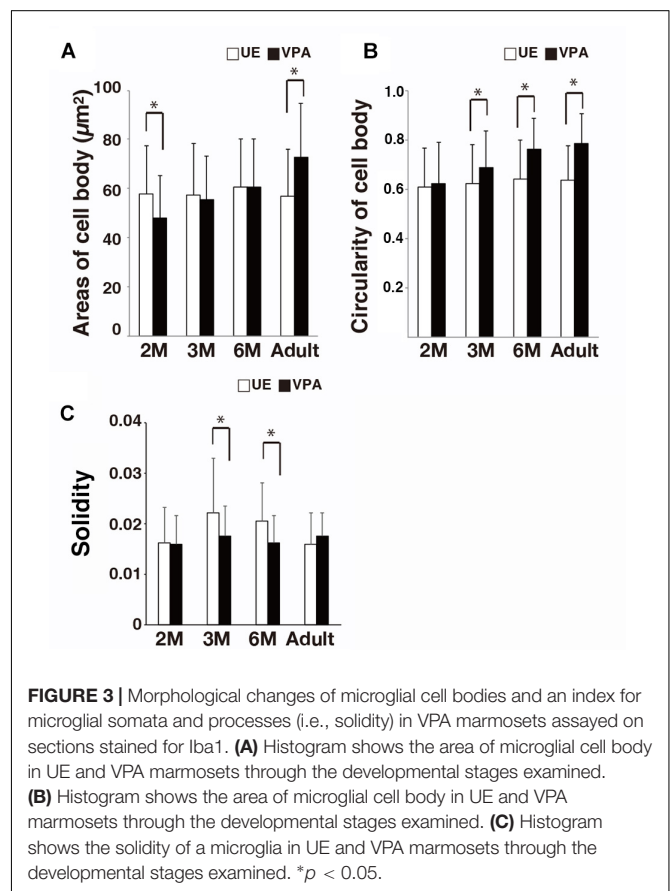 A
□UE ■VPA
Areas of cell body (µm²)
100
80
60
40
20
0
*
*
2M 3M 6M Adult
B
□UE ■VPA
Circularity of cell body
1.0
0.8
0.6
0.4
0.2
*
*
*
2M 3M 6M Adult
C
□UE ■VPA
Solidity
0.04
0.03
0.02
0.01
0
*
*
2M 3M 6M Adult
FIGURE 3 | Morphological changes of microglial cell bodies and an index for
microglial somata and processes (i.e., solidity) in VPA marmosets assayed on
sections stained for Iba1. (A) Histogram shows the area of microglial cell body
in UE and VPA marmosets through the developmental stages examined.
(B) Histogram shows the area of microglial cell body in UE and VPA
marmosets through the developmental stages examined. (C) Histogram
shows the solidity of a microglia in UE and VPA marmosets through the
developmental stages examined. *p < 0.05.